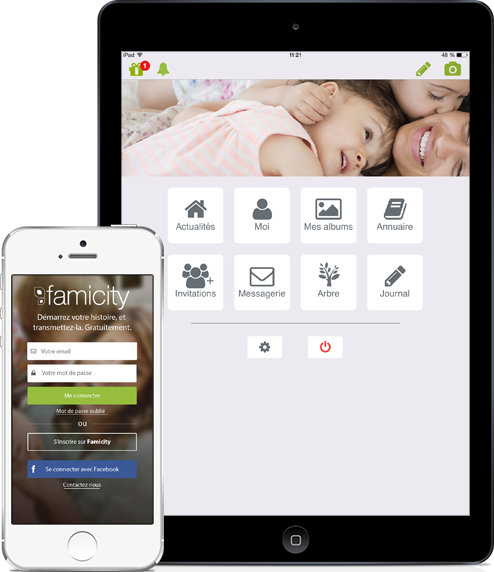 iPad
11:21
48 %
1
Actualités
Moi
Mes albums
Annuaire
Invitations
Messagerie
Arbre
Journal
famicity
Démarrez votre histoire, et
transmettez-la. Gratuitement.
Votre email
Votre mot de passe
Me connecter
Mot de passe oublié
ou
S'inscrire sur Famicity
f
Se connecter avec Facebook
Contactez nous